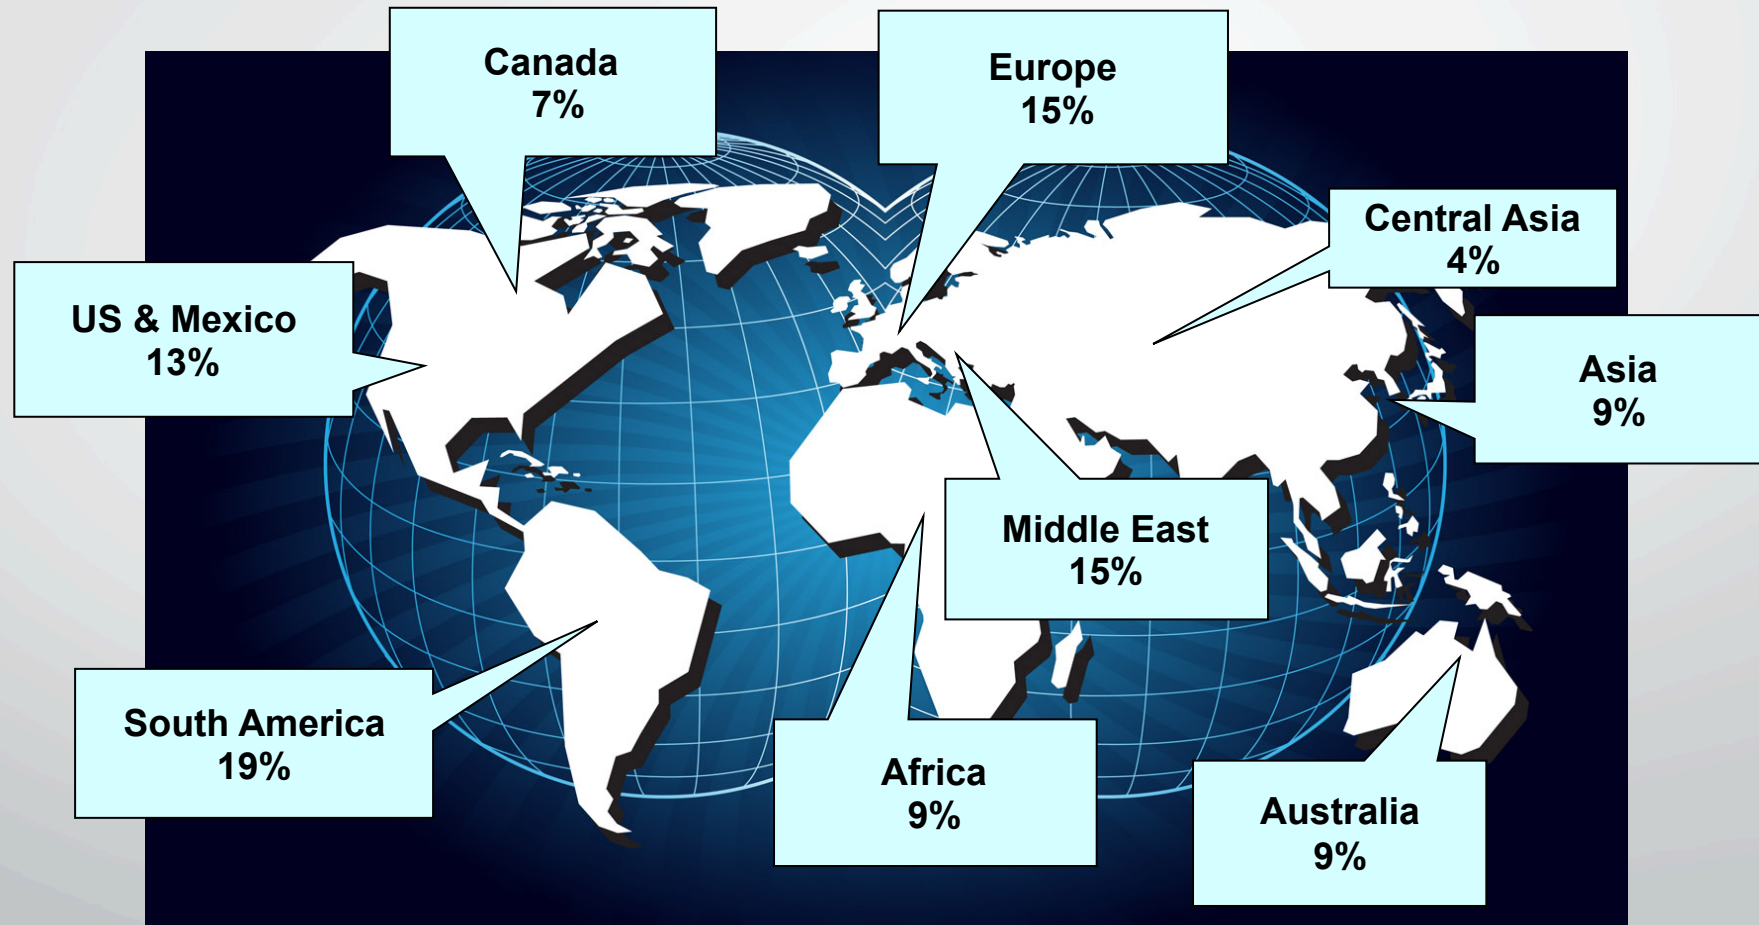 Canada
7%
Europe
15%
Central Asia
4%
US & Mexico
13%
Asia
9%
Middle East
15%
South America
19%
Africa
9%
Australia
9%